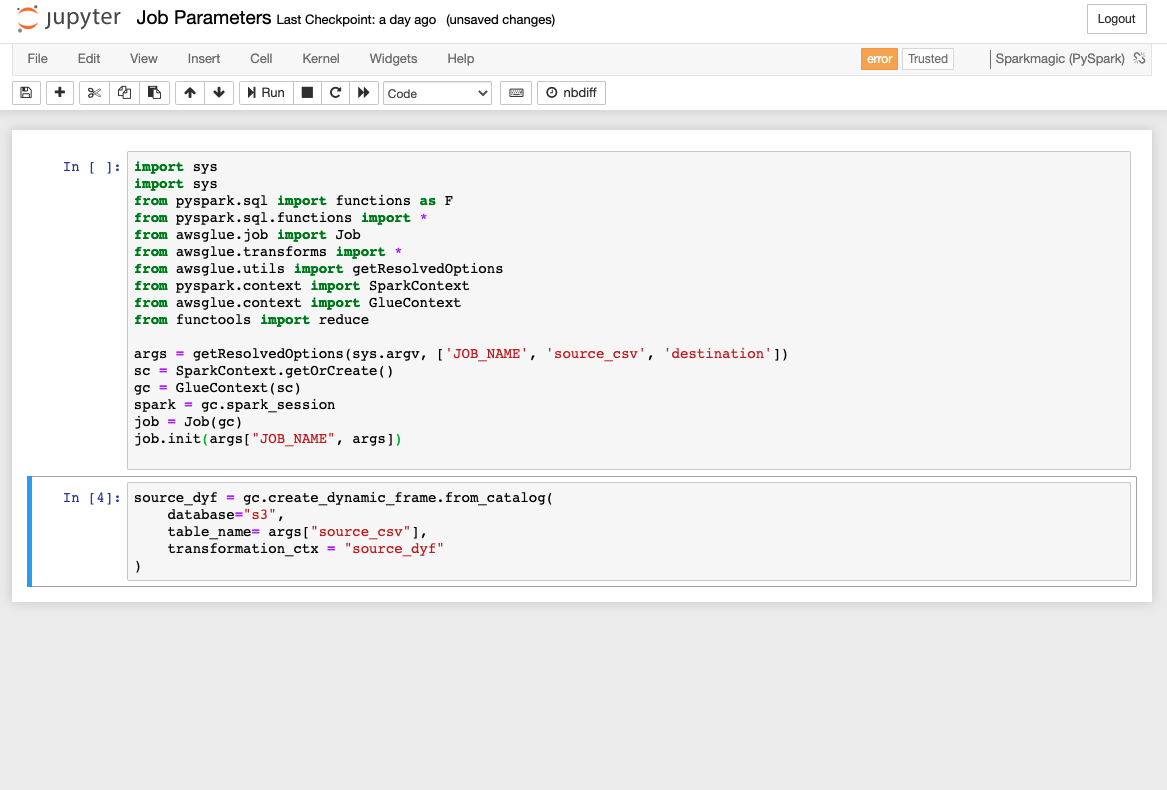 jupyter Job Parameters Last Checkpoint: a day ago (unsaved changes) Logout
File Edit View Insert Cell Kernel Widgets Help error Trusted Sparkmagic (PySpark)
Run Code nbdiff
In [ ]: import sys
import sys
from pyspark.sql import functions as F
from pyspark.sql.functions import *
from awsglue.job import Job
from awsglue.transforms import *
from awsglue.utils import getResolvedOptions
from pyspark.context import SparkContext
from awsglue.context import GlueContext
from functools import reduce
args = getResolvedOptions(sys.argv, ['JOB_NAME', 'source_csv', 'destination'])
sc = SparkContext.getOrCreate()
gc = GlueContext(sc)
spark = gc.spark_session
job = Job(gc)
job.init(args["JOB_NAME", args])
In [4]: source_dyf = gc.create_dynamic_frame.from_catalog(
    database="s3",
    table_name= args["source_csv"],
    transformation_ctx = "source_dyf"
)